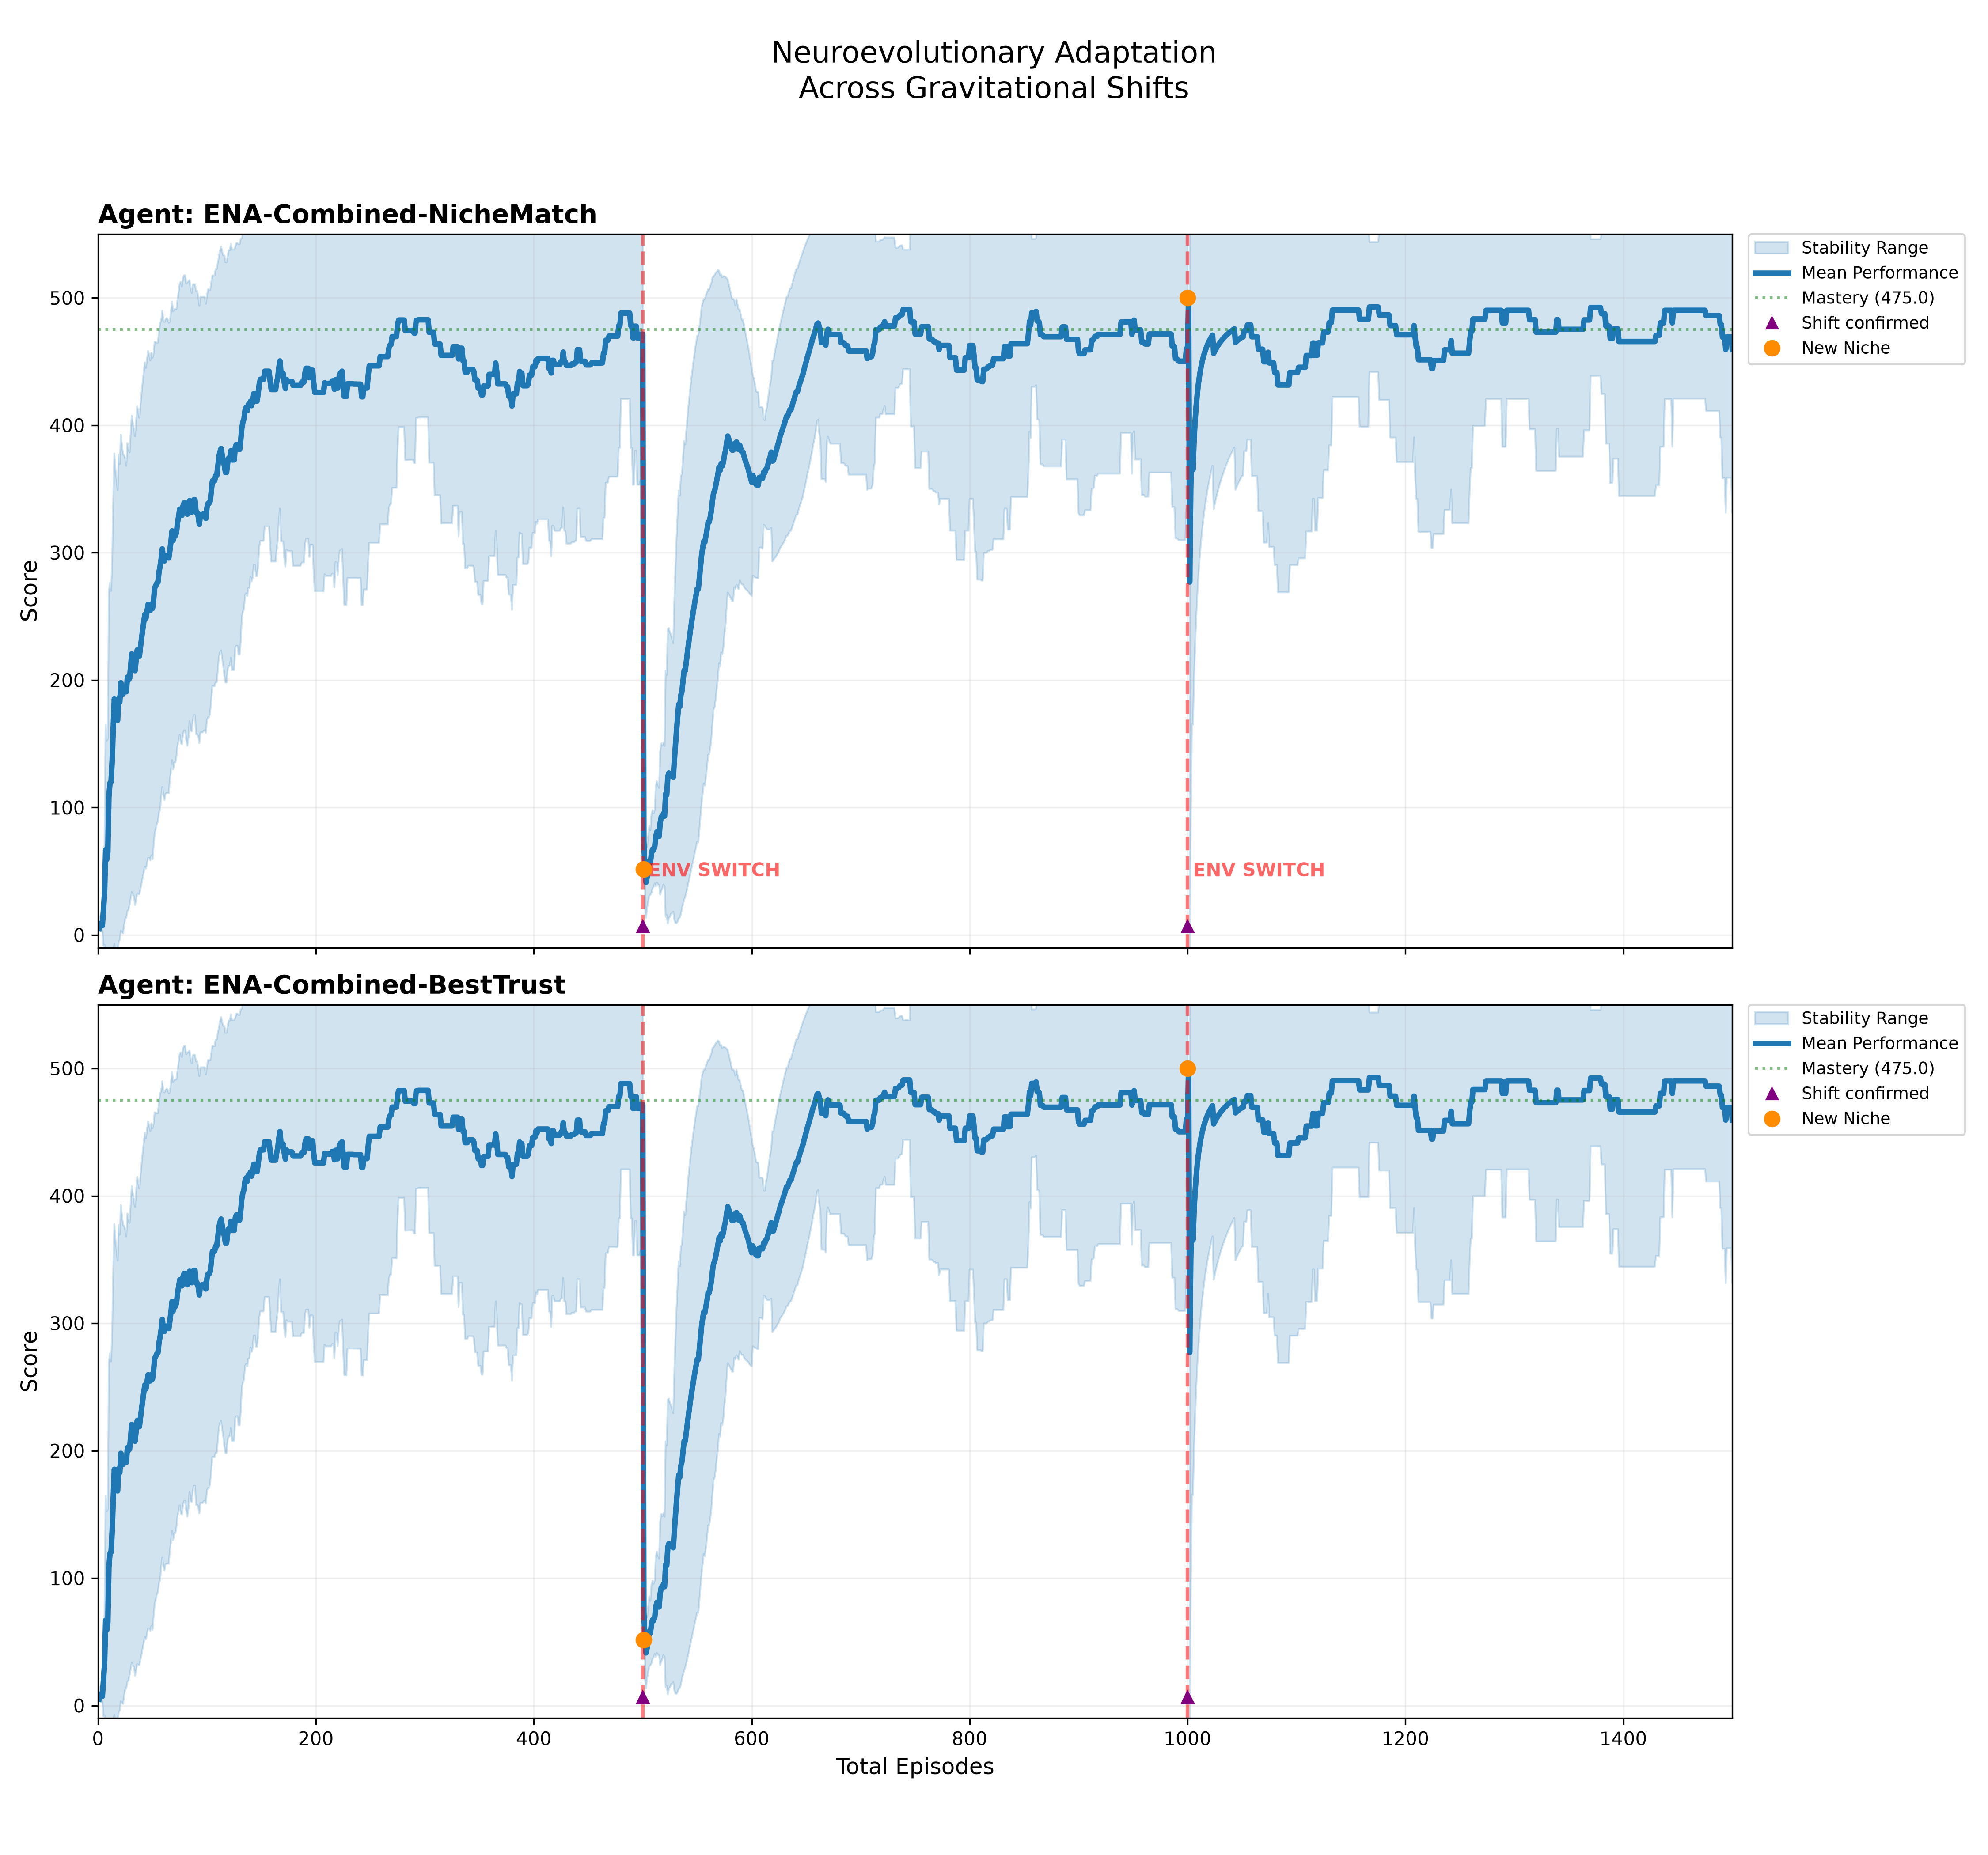 Neuroevolutionary Adaptation
Across Gravitational Shifts
Agent: ENA-Combined-NicheMatch
Stability Range
Mean Performance
Mastery (475.0)
Shift confirmed
New Niche
500
400
300
200
100
0
Score
ENV SWITCH
ENV SWITCH
Agent: ENA-Combined-BestTrust
Stability Range
Mean Performance
Mastery (475.0)
Shift confirmed
New Niche
500
400
300
200
100
0
Score
0
200
400
600
800
1000
1200
1400
Total Episodes